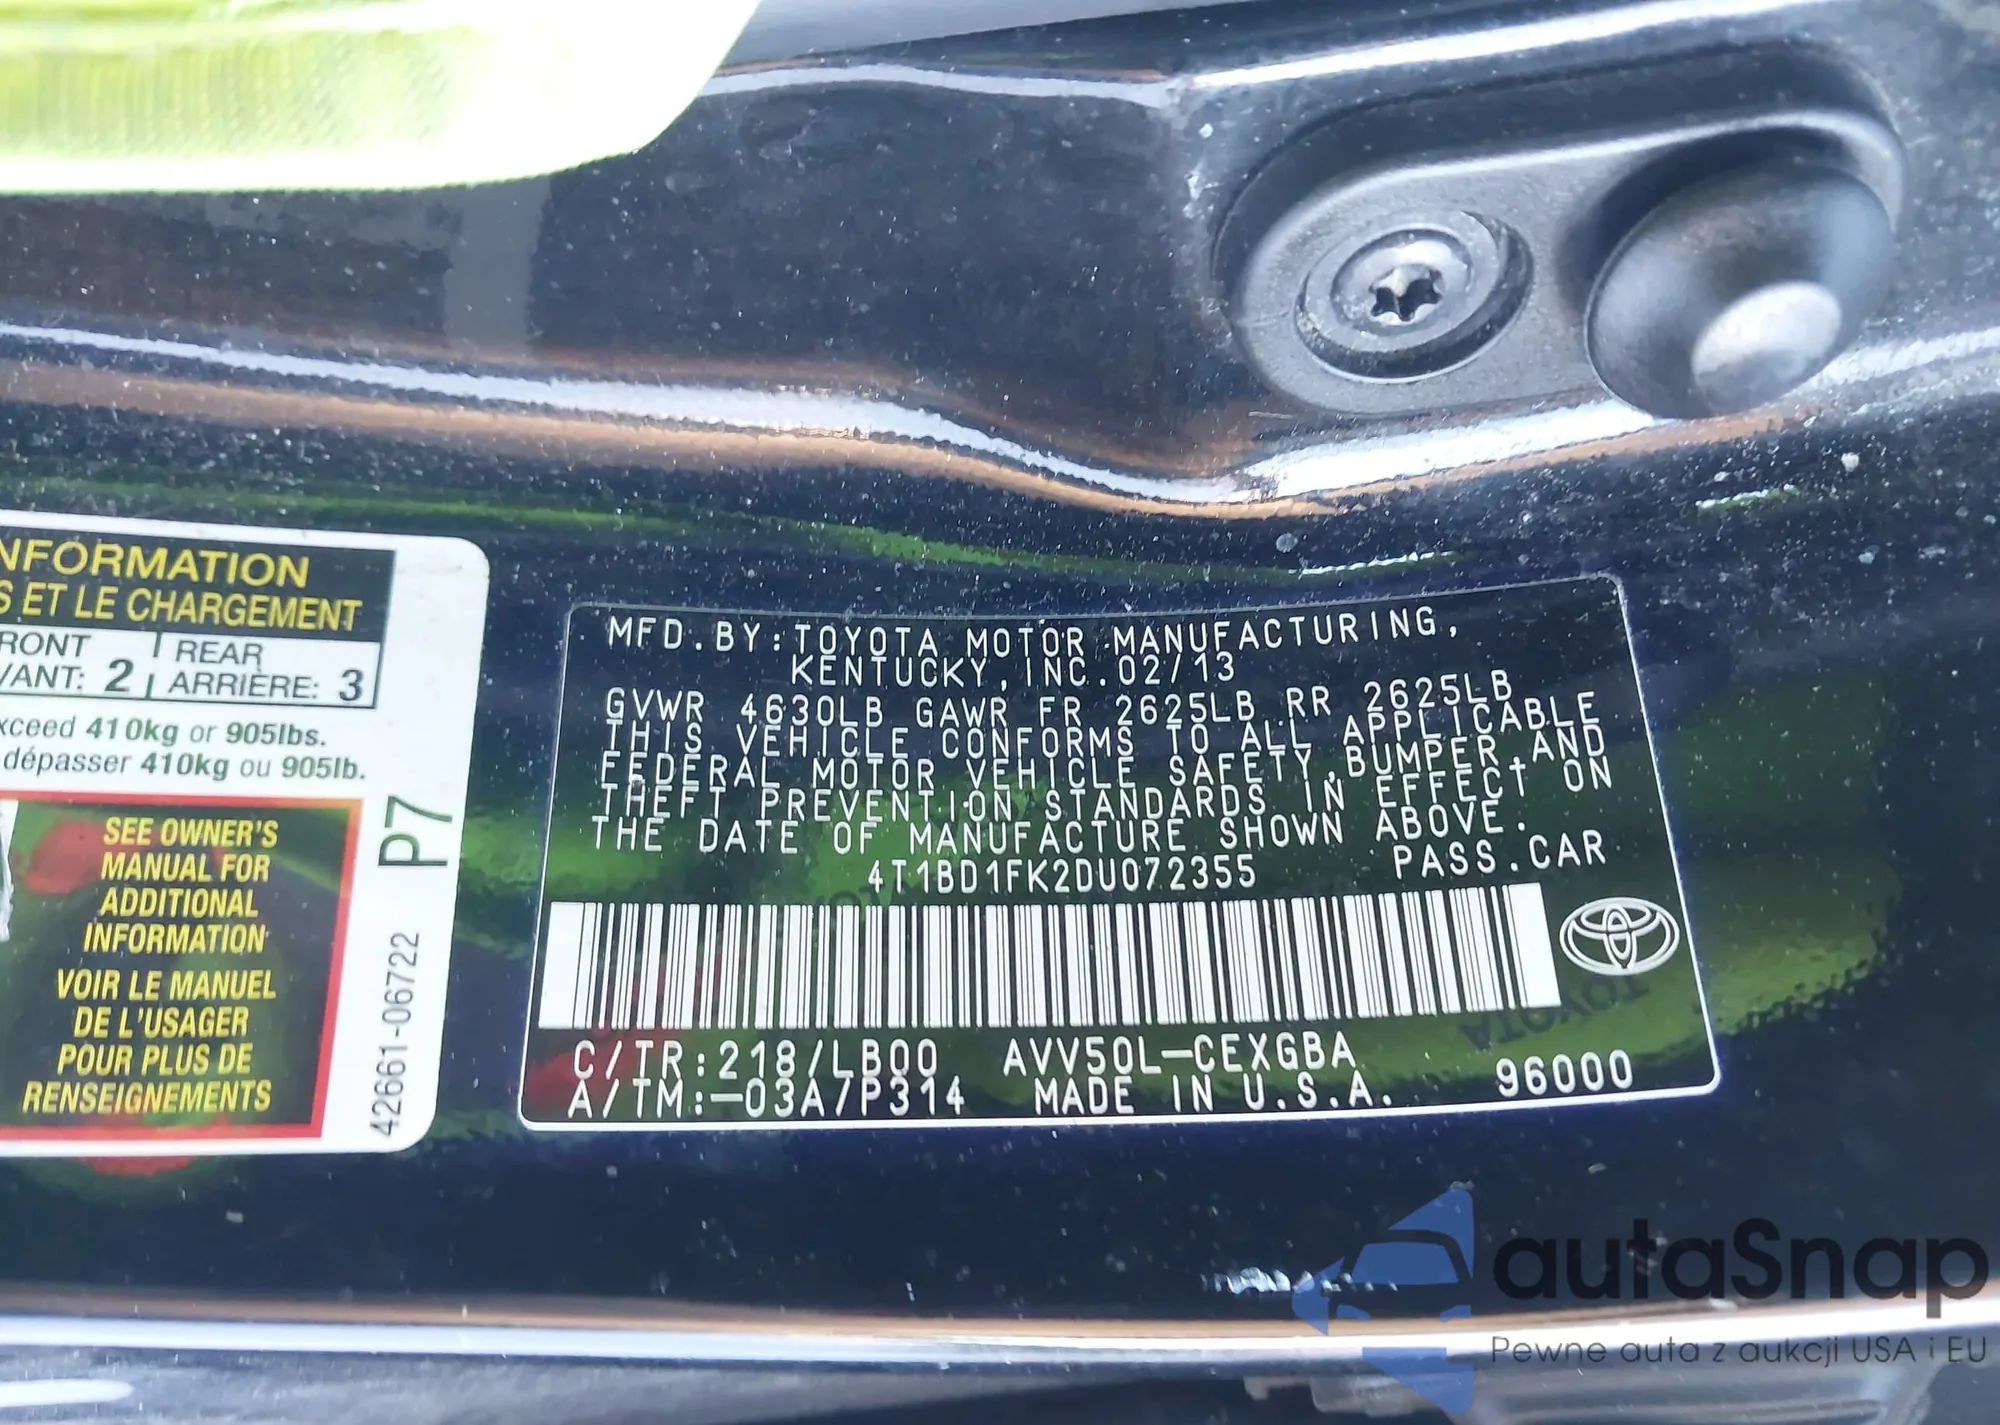 NFORMATION
S ET LE CHARGEMENT
RONT REAR
VANT: 2 ARRIÈRE: 3
xceed 410kg or 905lbs.
dépasser 410kg ou 905lb.
SEE OWNER'S
MANUAL FOR
ADDITIONAL
INFORMATION
VOIR LE MANUEL
DE L'USAGER
POUR PLUS DE
RENSEIGNEMENTS
P7
42661-06722
MFD. BY: TOYOTA MOTOR MANUFACTURING,
KENTUCKY, INC. 02/13
GVWR 4630LB GAWR FR 2625LB RR 2625LB
THIS VEHICLE CONFORMS TO ALL APPLICABLE
FEDERAL MOTOR VEHICLE SAFETY, BUMPER, AND
THEFT PREVENTION STANDARDS IN EFFECT ON
THE DATE OF MANUFACTURE SHOWN ABOVE.
4T1BD1FK2DU072355 PASS. CAR
C/TR:218/LB00 AVV50L-CEXGBA
A/TM:-03A/P314 MADE IN U.S.A. 96000
TOYOTA
autaSnap
Pewne auta z aukcji USA i EU